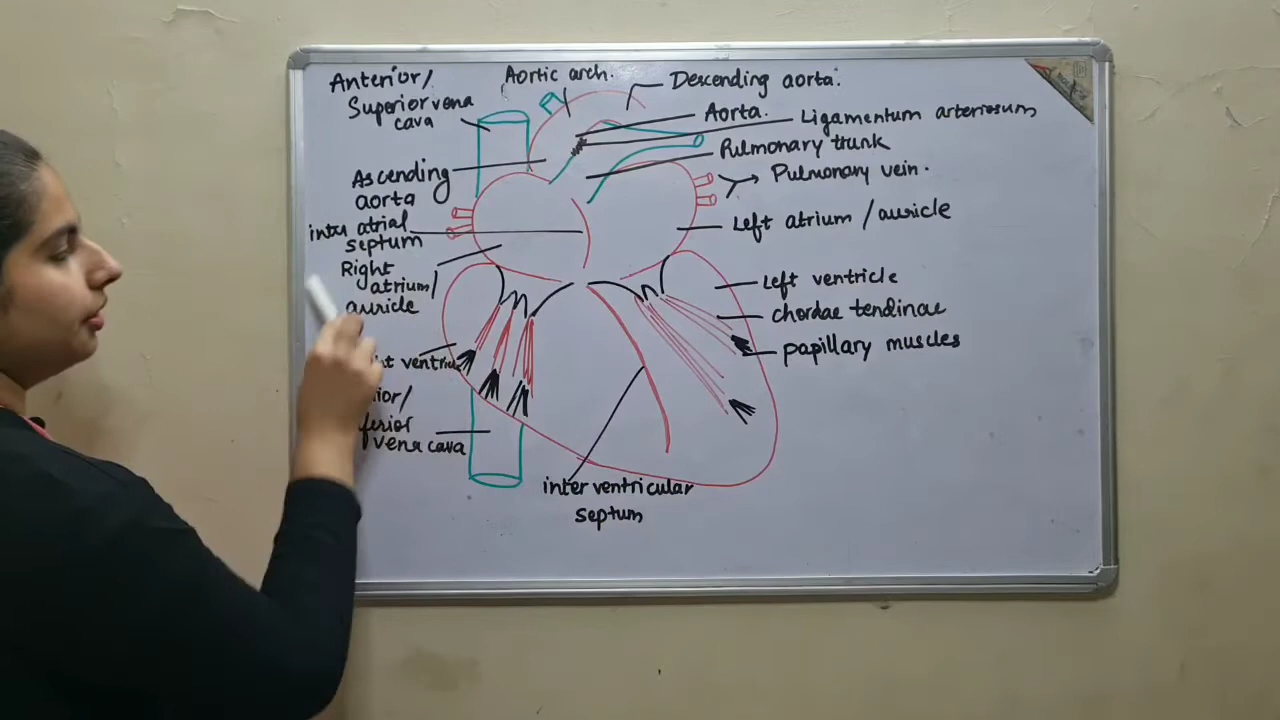 Anterior/
Superior vena
cava
Aortic arch.
Descending aorta.
Aorta.
Ligamentum arteriosum
Pulmonary trunk
Pulmonary vein.
Ascending
aorta
inter atrial
septum
Left atrium / auricle
Right
atrium/
auricle
Left ventricle
chordae tendinae
papillary muscles
vena cava
inter ventricular
septum